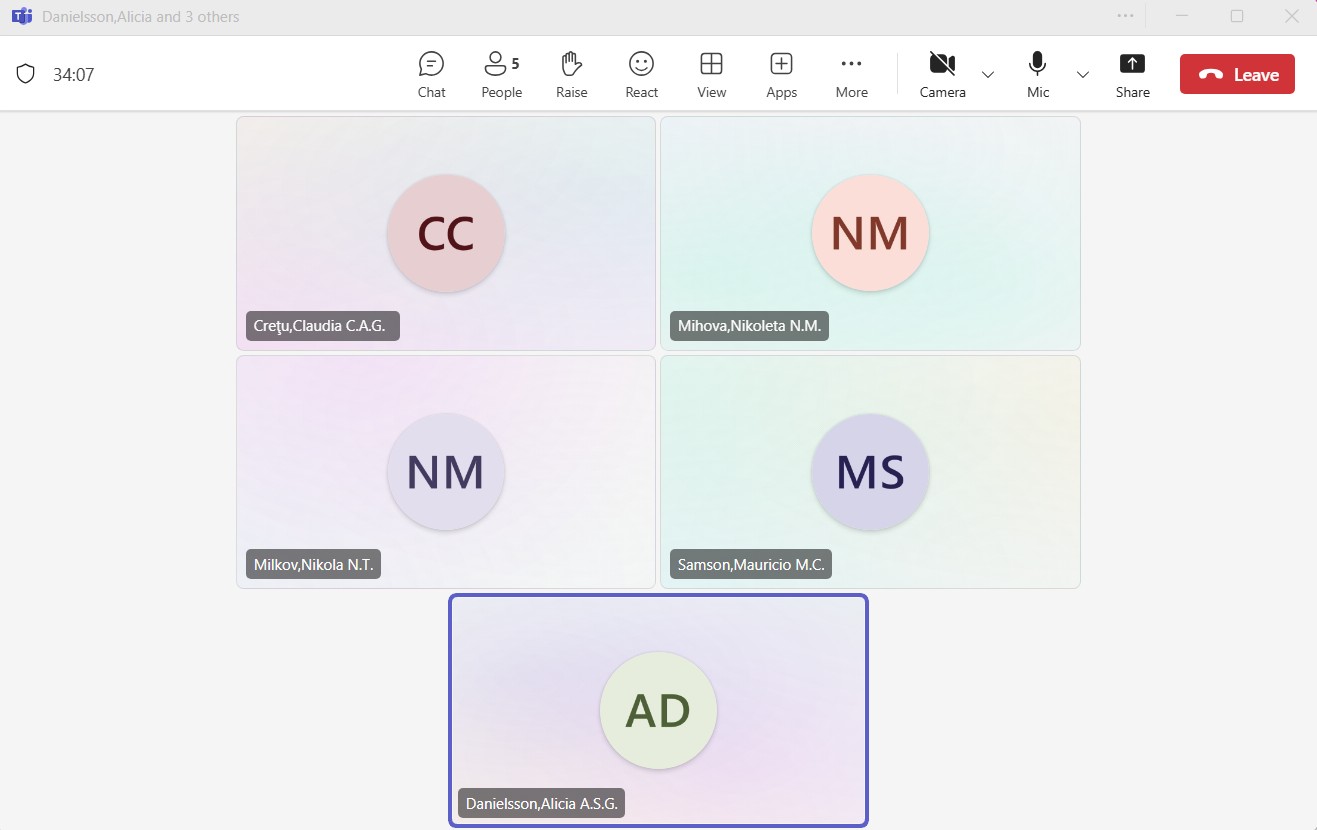 Danielsson,Alicia and 3 others
34:07
Chat
People 5
Raise
React
View
Apps
More
Camera
Mic
Share
Leave
CC
Creţu,Claudia C.A.G.
NM
Mihova,Nikoleta N.M.
NM
Milkov,Nikola N.T.
MS
Samson,Mauricio M.C.
AD
Danielsson,Alicia A.S.G.